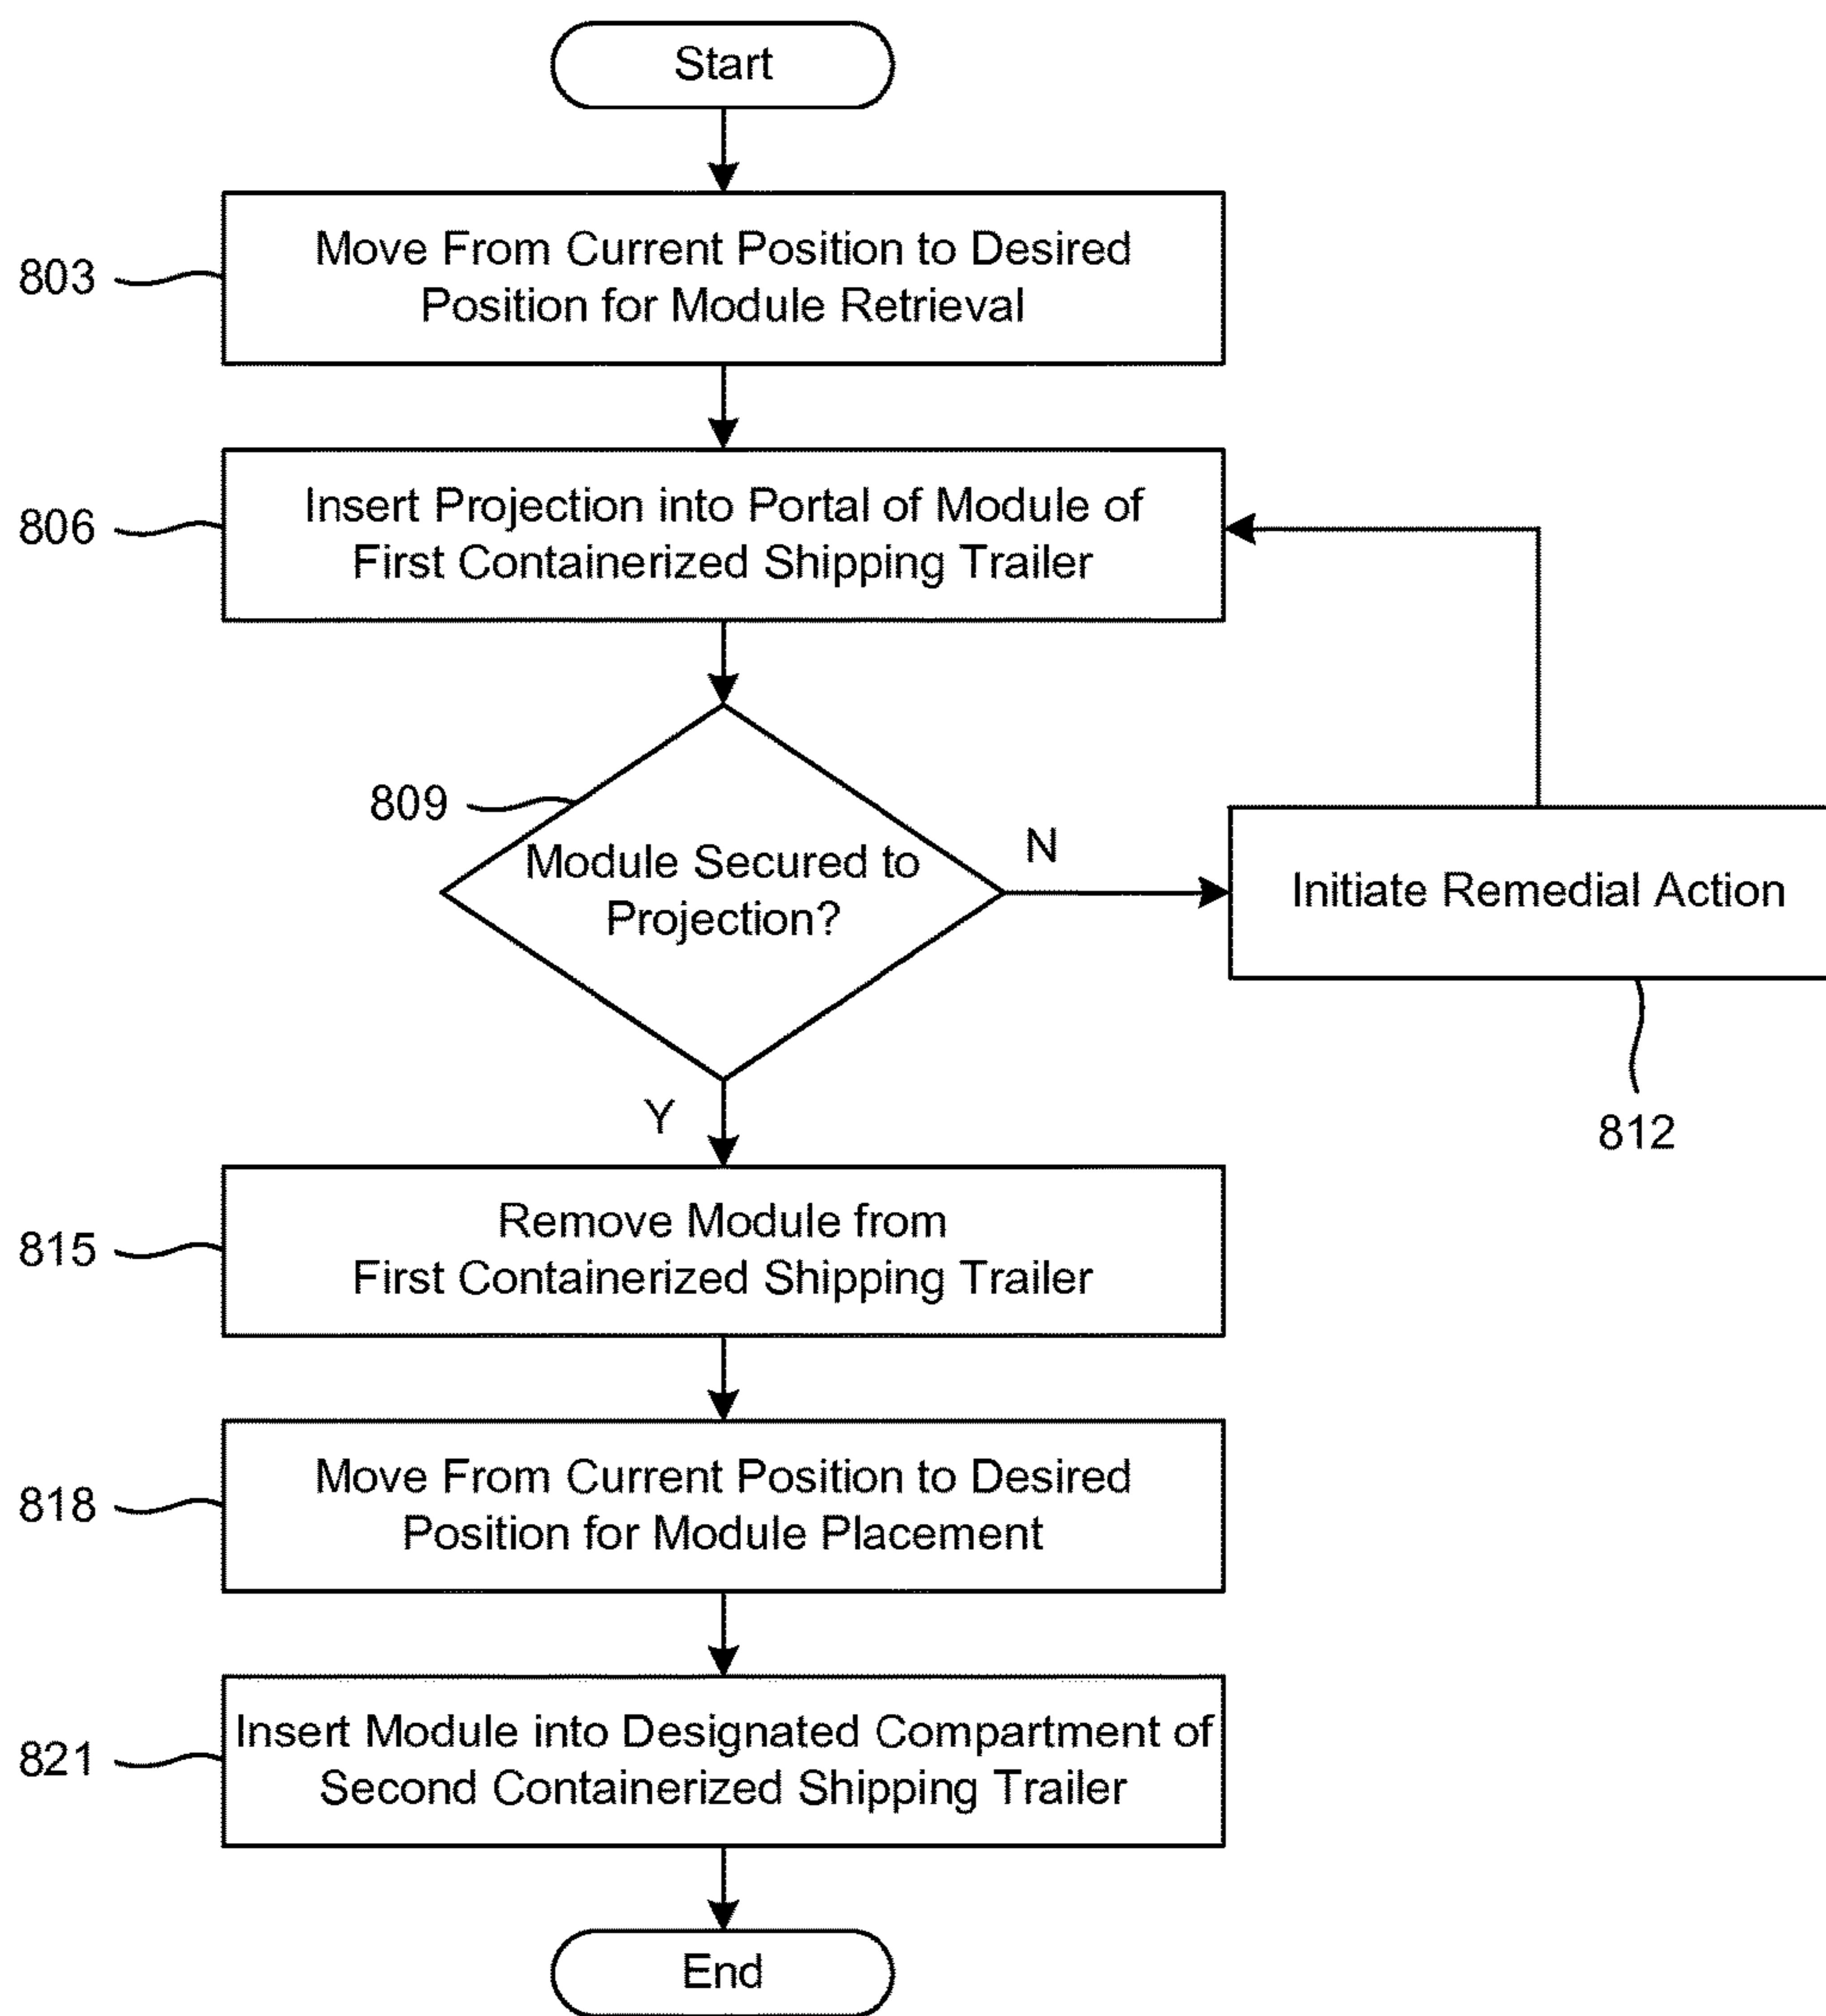 Start
803
Move From Current Position to Desired
Position for Module Retrieval
806
Insert Projection into Portal of Module of
First Containerized Shipping Trailer
809
Module Secured to
Projection?
N
Initiate Remedial Action
812
Y
815
Remove Module from
First Containerized Shipping Trailer
818
Move From Current Position to Desired
Position for Module Placement
821
Insert Module into Designated Compartment of
Second Containerized Shipping Trailer
End